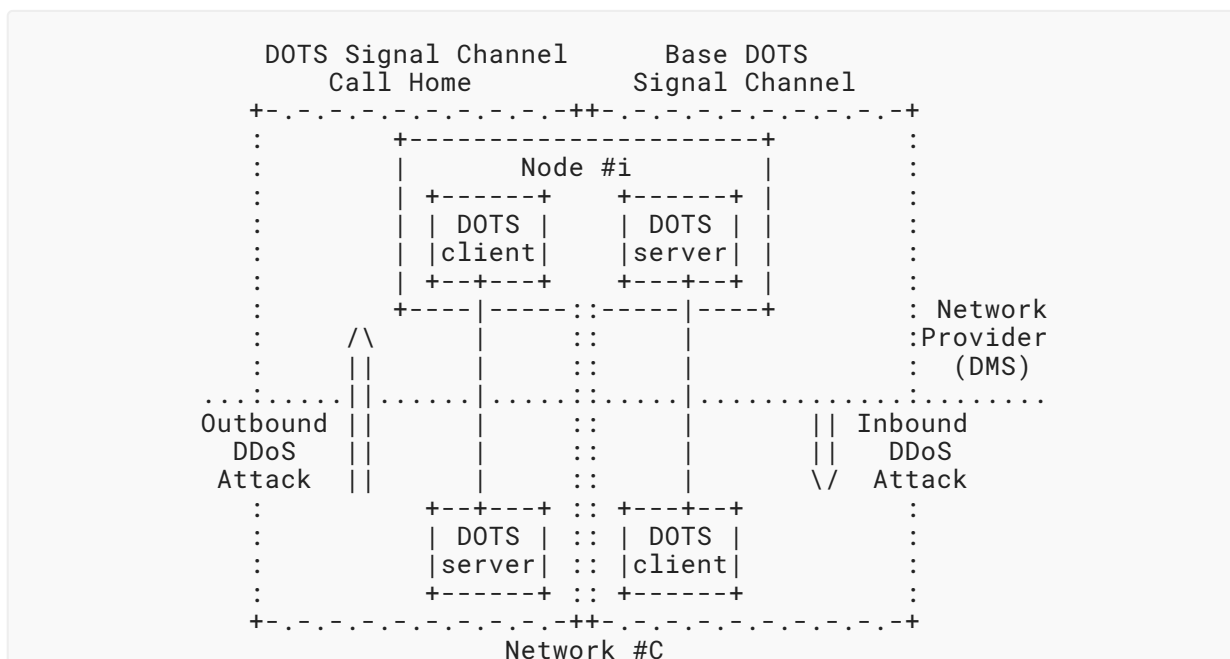 DOTS Signal Channel Base DOTS
Call Home Signal Channel
+-.-.-.-.-.-.-.-.-.-++-.-.-.-.-.-.-.-.-.-+
: +----------------------+ :
: | Node #i | :
: | +------+ +------+ | :
: | | DOTS | | DOTS | | :
: | |client| |server| | :
: | +--+---+ +---+--+ | :
: +----|-----::-----|----+ : Network
: /\ | :: | :Provider
: || | :: | : (DMS)
.........||......|.....::.....|.............:........
Outbound || | :: | || Inbound
DDoS || | :: | || DDoS
Attack || | :: | \/ Attack
: +--+---+ :: +---+--+ :
: | DOTS | :: | DOTS | :
: |server| :: |client| :
: +------+ :: +------+ :
+-.-.-.-.-.-.-.-.-.-++-.-.-.-.-.-.-.-.-.-+
Network #C